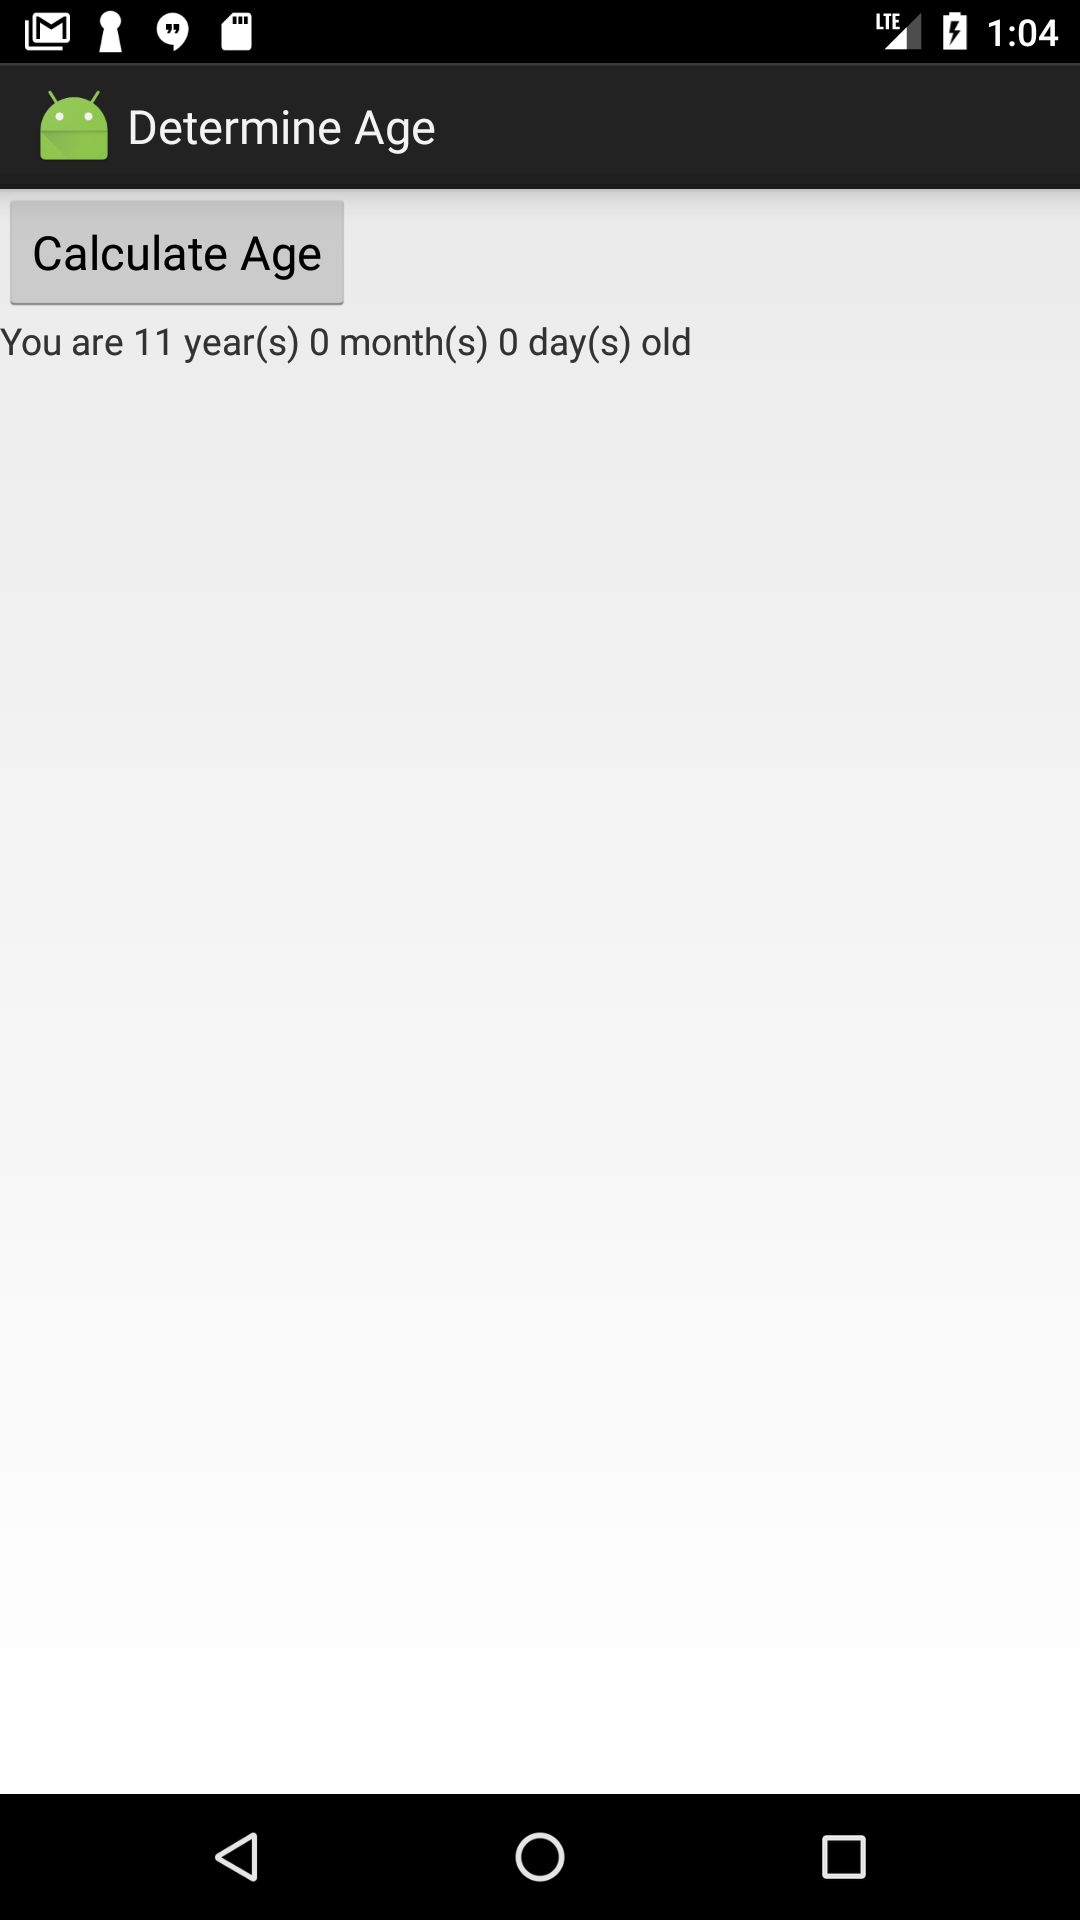 LTE 1:04
Determine Age
Calculate Age
You are 11 year(s) 0 month(s) 0 day(s) old